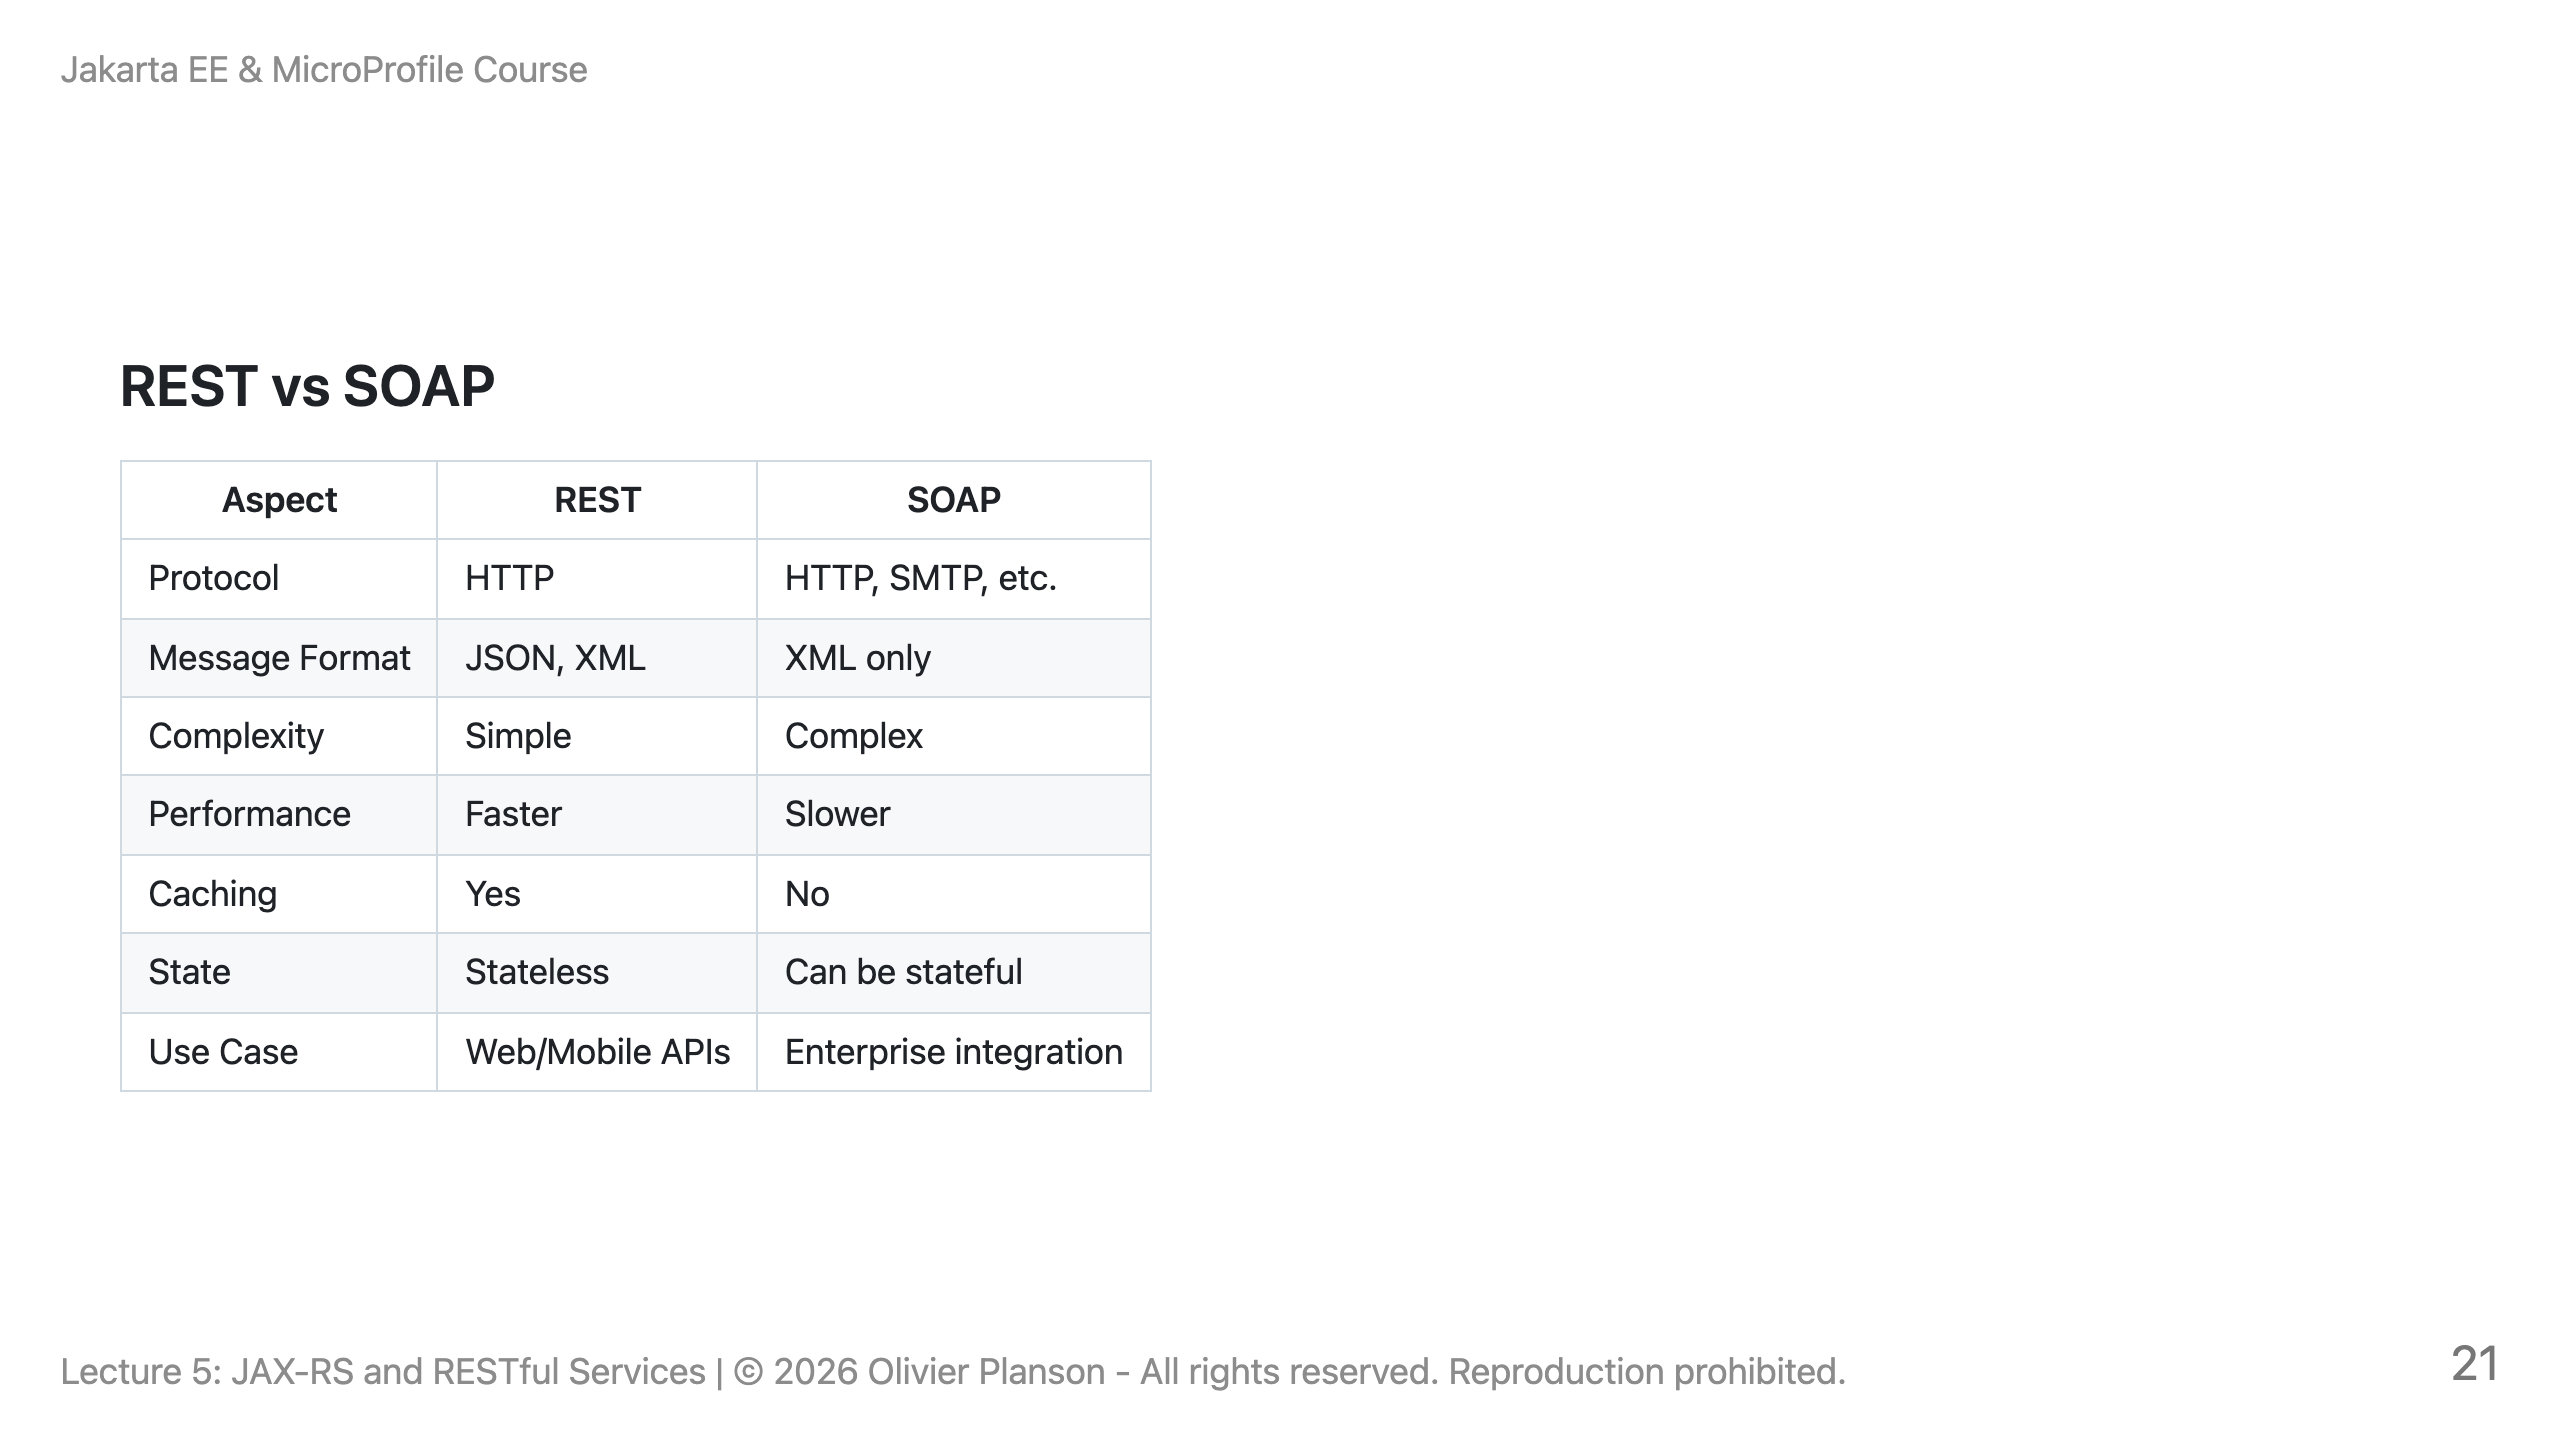 Jakarta EE & MicroProfile Course
REST vs SOAP
Aspect REST SOAP
Protocol HTTP HTTP, SMTP, etc.
Message Format JSON, XML XML only
Complexity Simple Complex
Performance Faster Slower
Caching Yes No
State Stateless Can be stateful
Use Case Web/Mobile APIs Enterprise integration
Lecture 5: JAX-RS and RESTful Services | © 2026 Olivier Planson - All rights reserved. Reproduction prohibited. 21